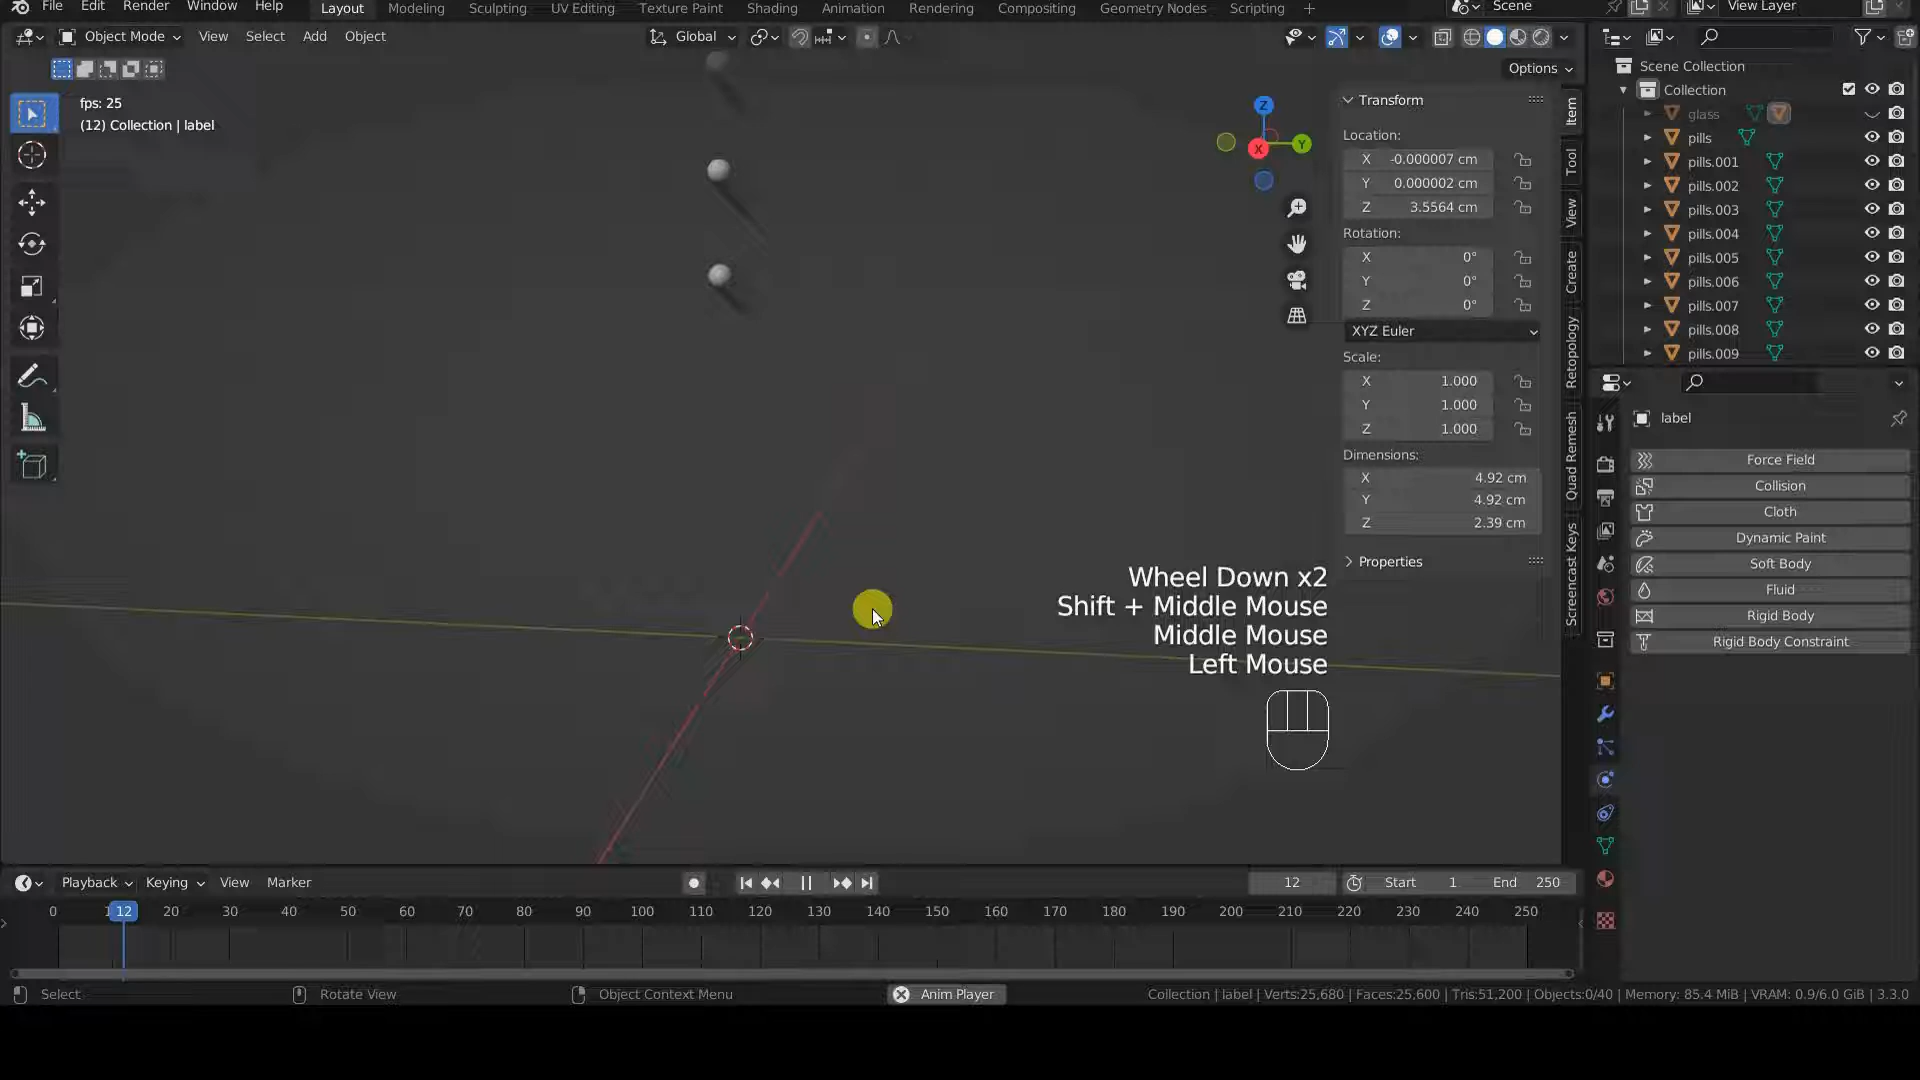 File Edit Render Window Help Layout Modeling Sculpting UV Editing Texture Paint Shading Animation Rendering Compositing Geometry Nodes Scripting + Scene View Layer
Object Mode View Select Add Object Global
Options
fps: 25
(12) Collection | label
Transform
Location:
X -0.000007 cm
Y 0.000002 cm
Z 3.5564 cm
Rotation:
X 0°
Y 0°
Z 0°
XYZ Euler
Scale:
X 1.000
Y 1.000
Z 1.000
Dimensions:
X 4.92 cm
Y 4.92 cm
Z 2.39 cm
Properties
Item
Tool
View
Create
Retopology
Quad Remesh
Screencast Keys
Z
Y
X
Scene Collection
Collection
glass
pills
pills.001
pills.002
pills.003
pills.004
pills.005
pills.006
pills.007
pills.008
pills.009
label
Force Field
Collision
Cloth
Dynamic Paint
Soft Body
Fluid
Rigid Body
Rigid Body Constraint
Wheel Down x2
Shift + Middle Mouse
Middle Mouse
Left Mouse
Playback Keying View Marker 12 Start 1 End 250
0 12 20 30 40 50 60 70 80 90 100 110 120 130 140 150 160 170 180 190 200 210 220 230 240 250
Select Rotate View Object Context Menu Anim Player Collection | label | Verts:25,680 | Faces:25,600 | Tris:51,200 | Objects:0/40 | Memory: 85.4 MiB | VRAM: 0.9/6.0 GiB | 3.3.0